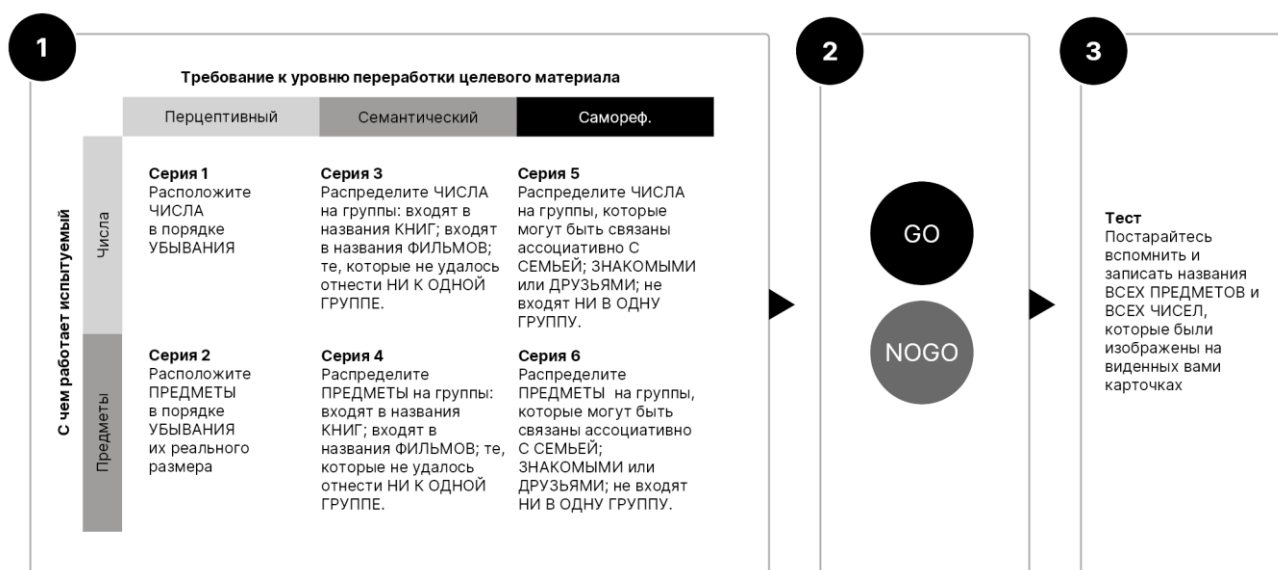 1
2
3
Требование к уровню переработки целевого материала
Перцептивный
Семантический
Самореф.
С чем работает испытуемый
Числа
Серия 1
Расположите
ЧИСЛА
в порядке
УБЫВАНИЯ
Серия 3
Распределите ЧИСЛА
на группы: входят в
названия КНИГ; входят
в названия ФИЛЬМОВ;
те, которые не удалось
отнести НИ К ОДНОЙ
ГРУППЕ.
Серия 5
Распределите ЧИСЛА
на группы, которые
могут быть связаны
ассоциативно С
СЕМЬЕЙ; ЗНАКОМЫМИ
или ДРУЗЬЯМИ; не
входят НИ В ОДНУ
ГРУППУ.
Предметы
Серия 2
Расположите
ПРЕДМЕТЫ
в порядке
УБЫВАНИЯ
их реального
размера
Серия 4
Распределите
ПРЕДМЕТЫ на группы:
входят в названия
КНИГ; входят в
названия ФИЛЬМОВ; те,
которые не удалось
отнести НИ К ОДНОЙ
ГРУППЕ.
Серия 6
Распределите
ПРЕДМЕТЫ на группы,
которые могут быть
связаны ассоциативно
С СЕМЬЕЙ;
ЗНАКОМЫМИ или
ДРУЗЬЯМИ; не входят
НИ В ОДНУ ГРУППУ.
GO
NOGO
Тест
Постарайтесь
вспомнить и
записать названия
ВСЕХ ПРЕДМЕТОВ и
ВСЕХ ЧИСЕЛ,
которые были
изображены на
виденных вами
карточках